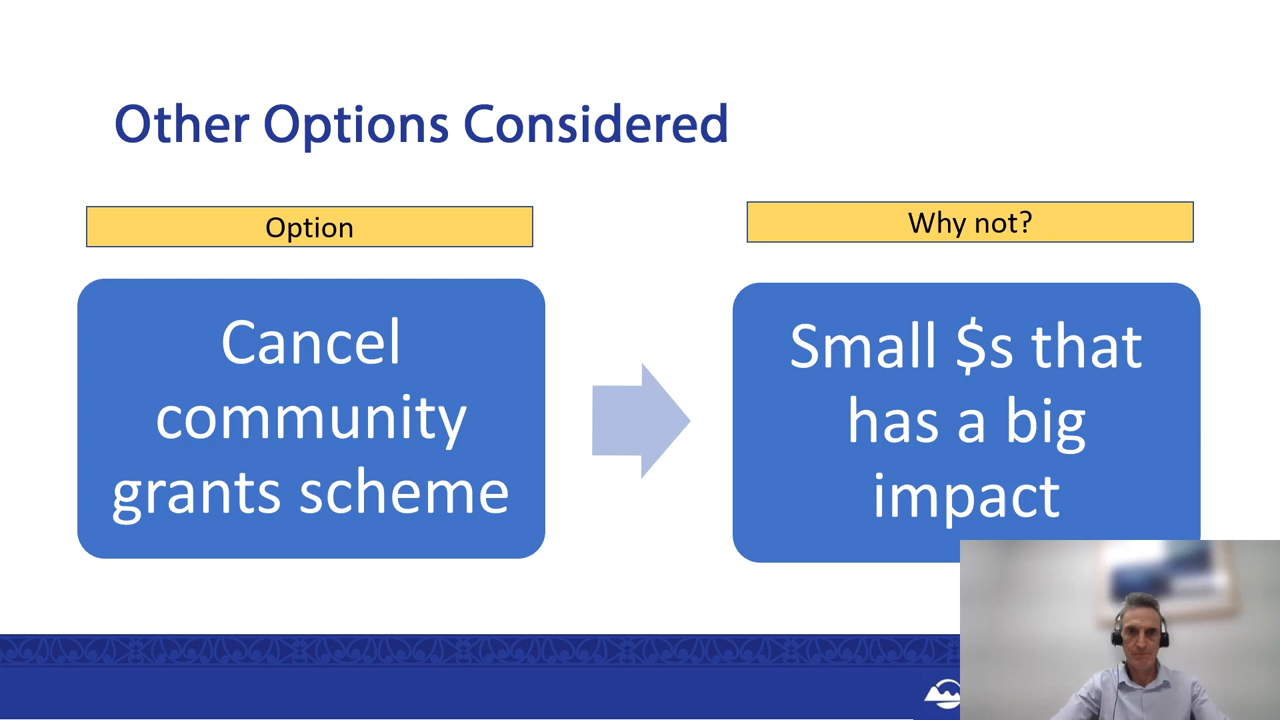 Other Options Considered
Option
Why not?
Cancel
community
grants scheme
Small $s that
has a big
impact